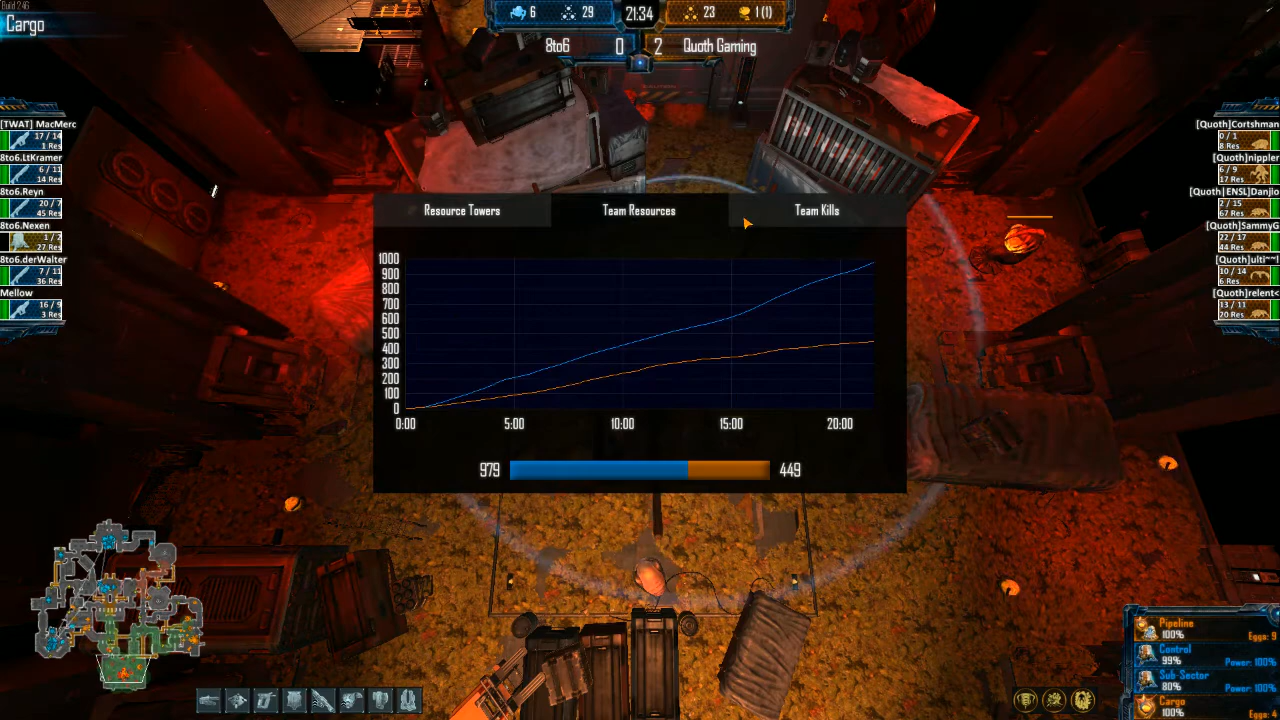 Build 246
Cargo
6 29 21:34 23 1 (1)
8to6 0 2 Quoth Gaming
[TWAT] MacMerc
17 / 14
1 Res
8to6.LtKramer
6 / 11
14 Res
8to6.Reyn
20 / 7
45 Res
8to6.Nexen
1 / 2
27 Res
8to6.derWalter
7 / 11
36 Res
Mellow
16 / 9
3 Res
[Quoth]Cortshman
0 / 1
8 Res
[Quoth]nippler
6 / 9
17 Res
[Quoth|ENSL]Danjio
2 / 15
67 Res
[Quoth]SammyG
22 / 17
44 Res
[Quoth]ulti~~!
10 / 14
6 Res
[Quoth]relent<
13 / 11
20 Res
Resource Towers Team Resources Team Kills
1000
900
800
700
600
500
400
300
200
100
0
0:00 5:00 10:00 15:00 20:00
979 449
Pipeline
100% Eggs: 9
Control
99% Power: 100%
Sub-Sector
80% Power: 100%
Cargo
100% Eggs: 4